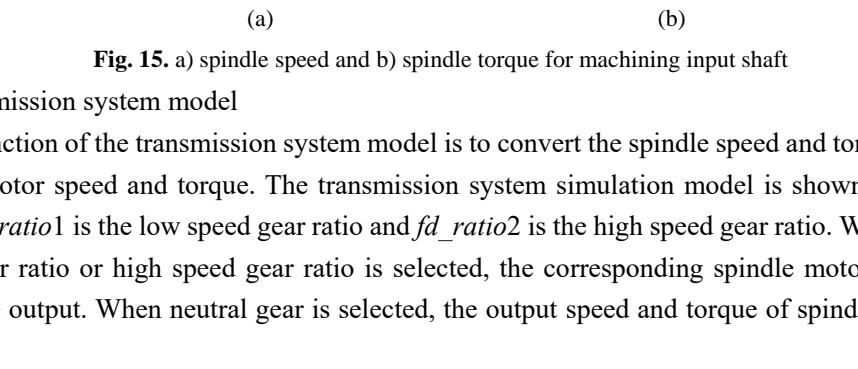 (a) (b)
Fig. 15. a) spindle speed and b) spindle torque for machining input shaft
mission system model
nction of the transmission system model is to convert the spindle speed and tor
otor speed and torque. The transmission system simulation model is shown
ratio1 is the low speed gear ratio and fd_ratio2 is the high speed gear ratio. W
r ratio or high speed gear ratio is selected, the corresponding spindle moto
output. When neutral gear is selected, the output speed and torque of spind